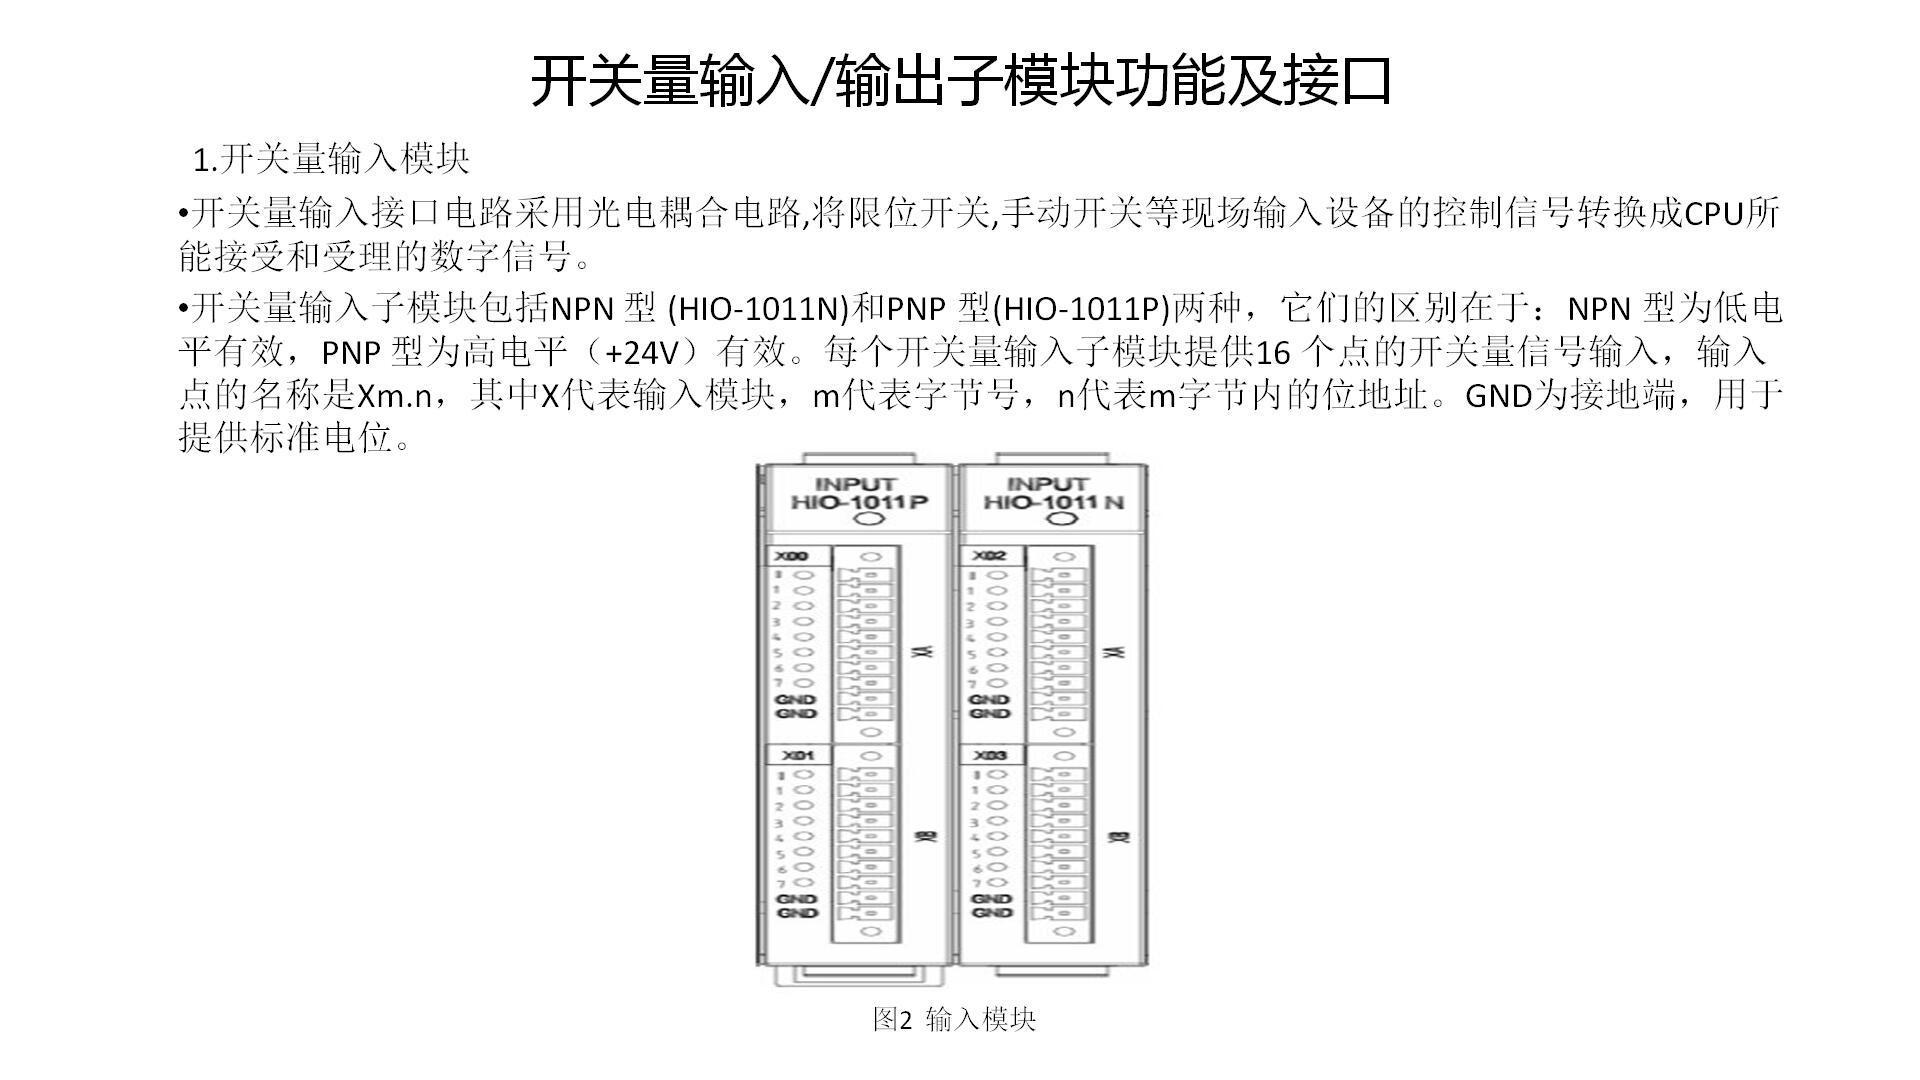 开关量输入/输出子模块功能及接口
1.开关量输入模块
•开关量输入接口电路采用光电耦合电路,将限位开关,手动开关等现场输入设备的控制信号转换成CPU所
能接受和受理的数字信号。
•开关量输入子模块包括NPN 型 (HIO-1011N)和PNP 型(HIO-1011P)两种，它们的区别在于：NPN 型为低电
平有效，PNP 型为高电平（+24V）有效。每个开关量输入子模块提供16 个点的开关量信号输入，输入
点的名称是Xm.n，其中X代表输入模块，m代表字节号，n代表m字节内的位地址。GND为接地端，用于
提供标准电位。
INPUT
HIO-1011P
X00
0
1
2
3
4
5
6
7
GND
GND
XA
X01
0
1
2
3
4
5
6
7
GND
GND
XB
INPUT
HIO-1011N
X02
0
1
2
3
4
5
6
7
GND
GND
XA
X03
0
1
2
3
4
5
6
7
GND
GND
XB
图2 输入模块